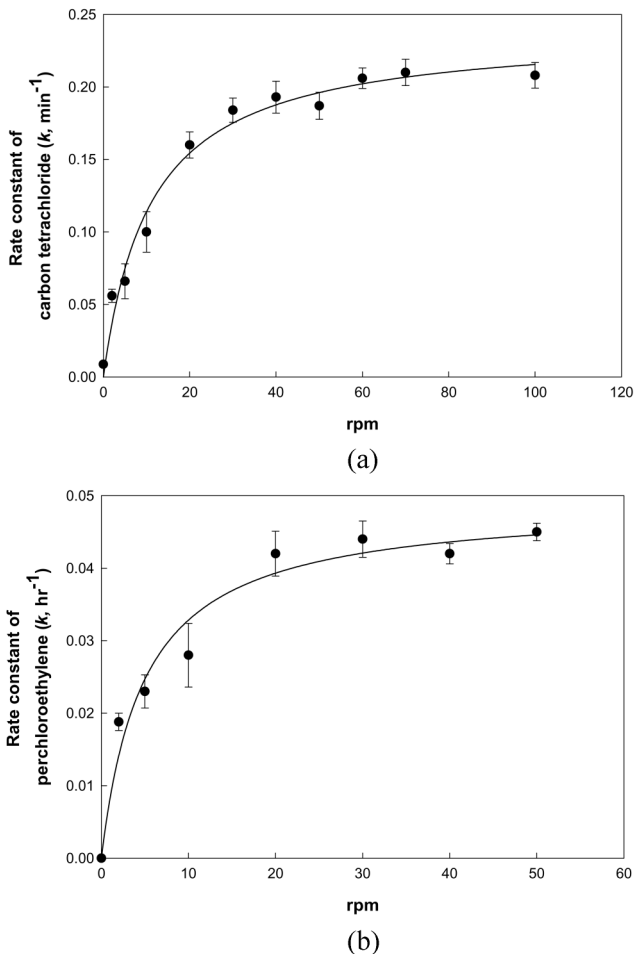 0.25
0.20
0.15
0.10
0.05
0.00
Rate constant of
carbon tetrachloride (k, min⁻¹)
0 20 40 60 80 100 120
rpm
(a)
0.05
0.04
0.03
0.02
0.01
0.00
Rate constant of
perchloroethylene (k, hr⁻¹)
0 10 20 30 40 50 60
rpm
(b)